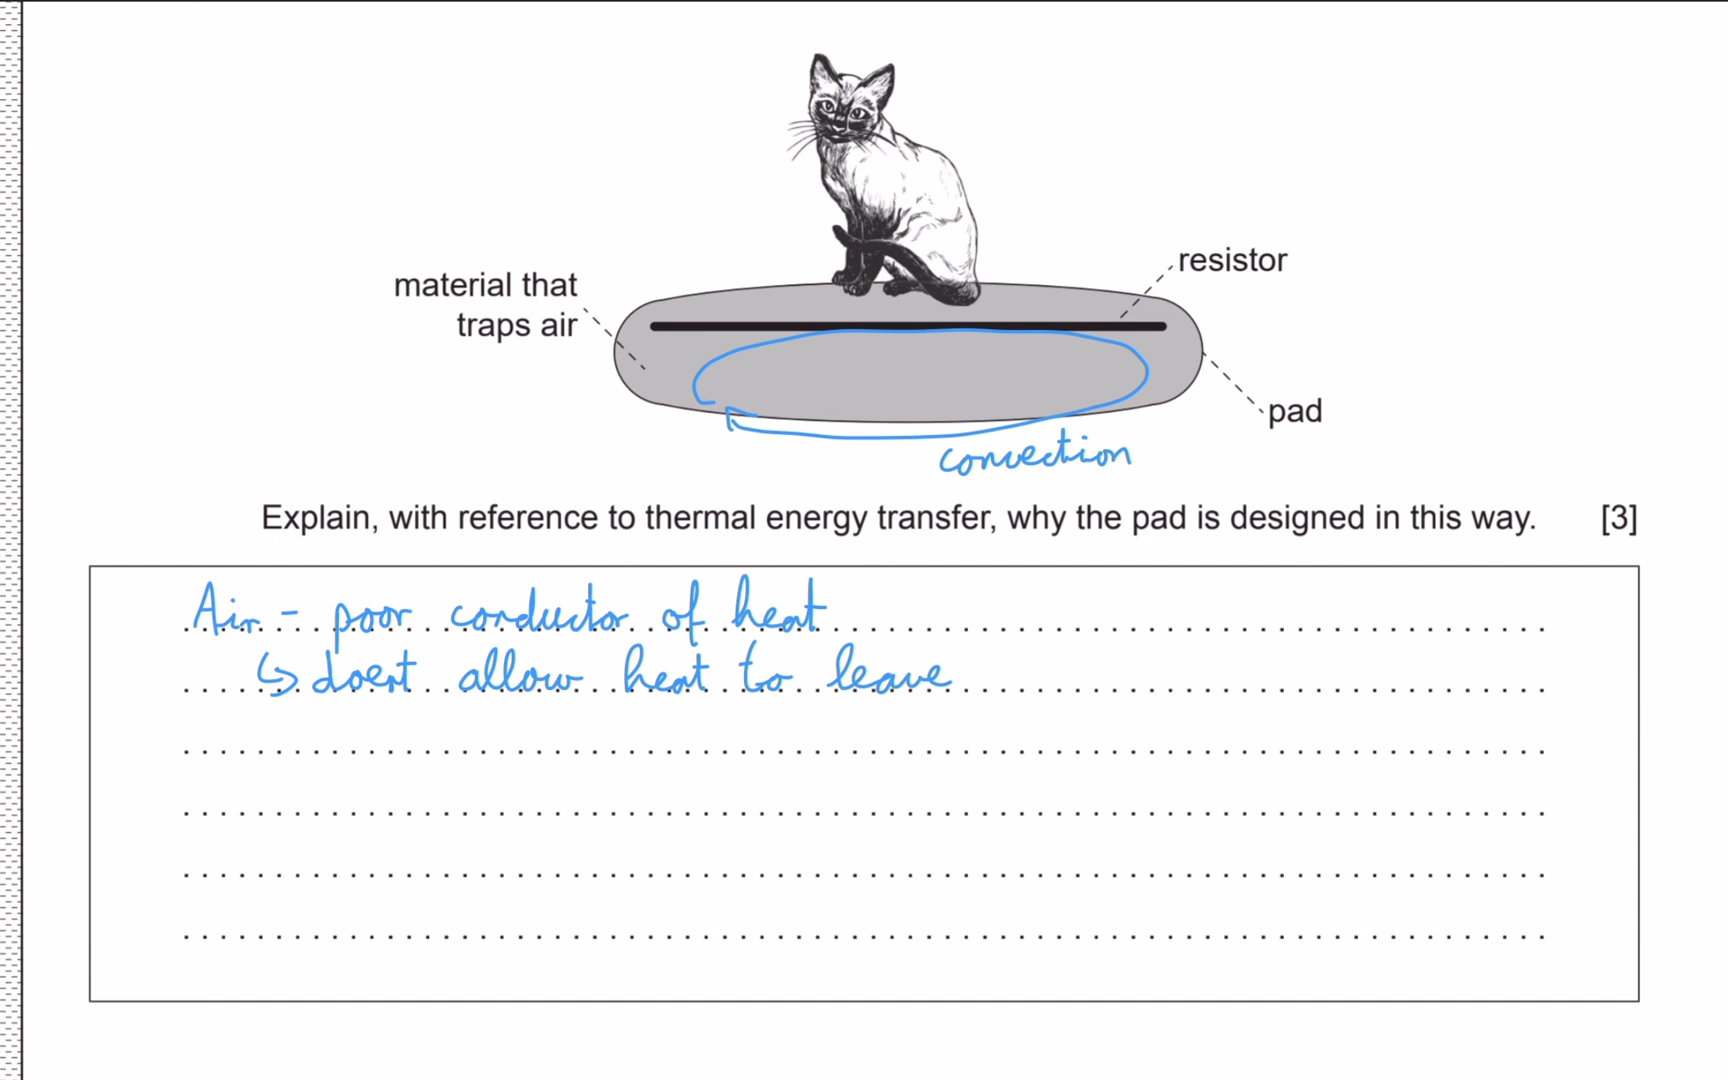 resistor
material that
traps air
pad
convection
Explain, with reference to thermal energy transfer, why the pad is designed in this way. [3]
Air - poor conductor of heat
↳ doesnt allow heat to leave